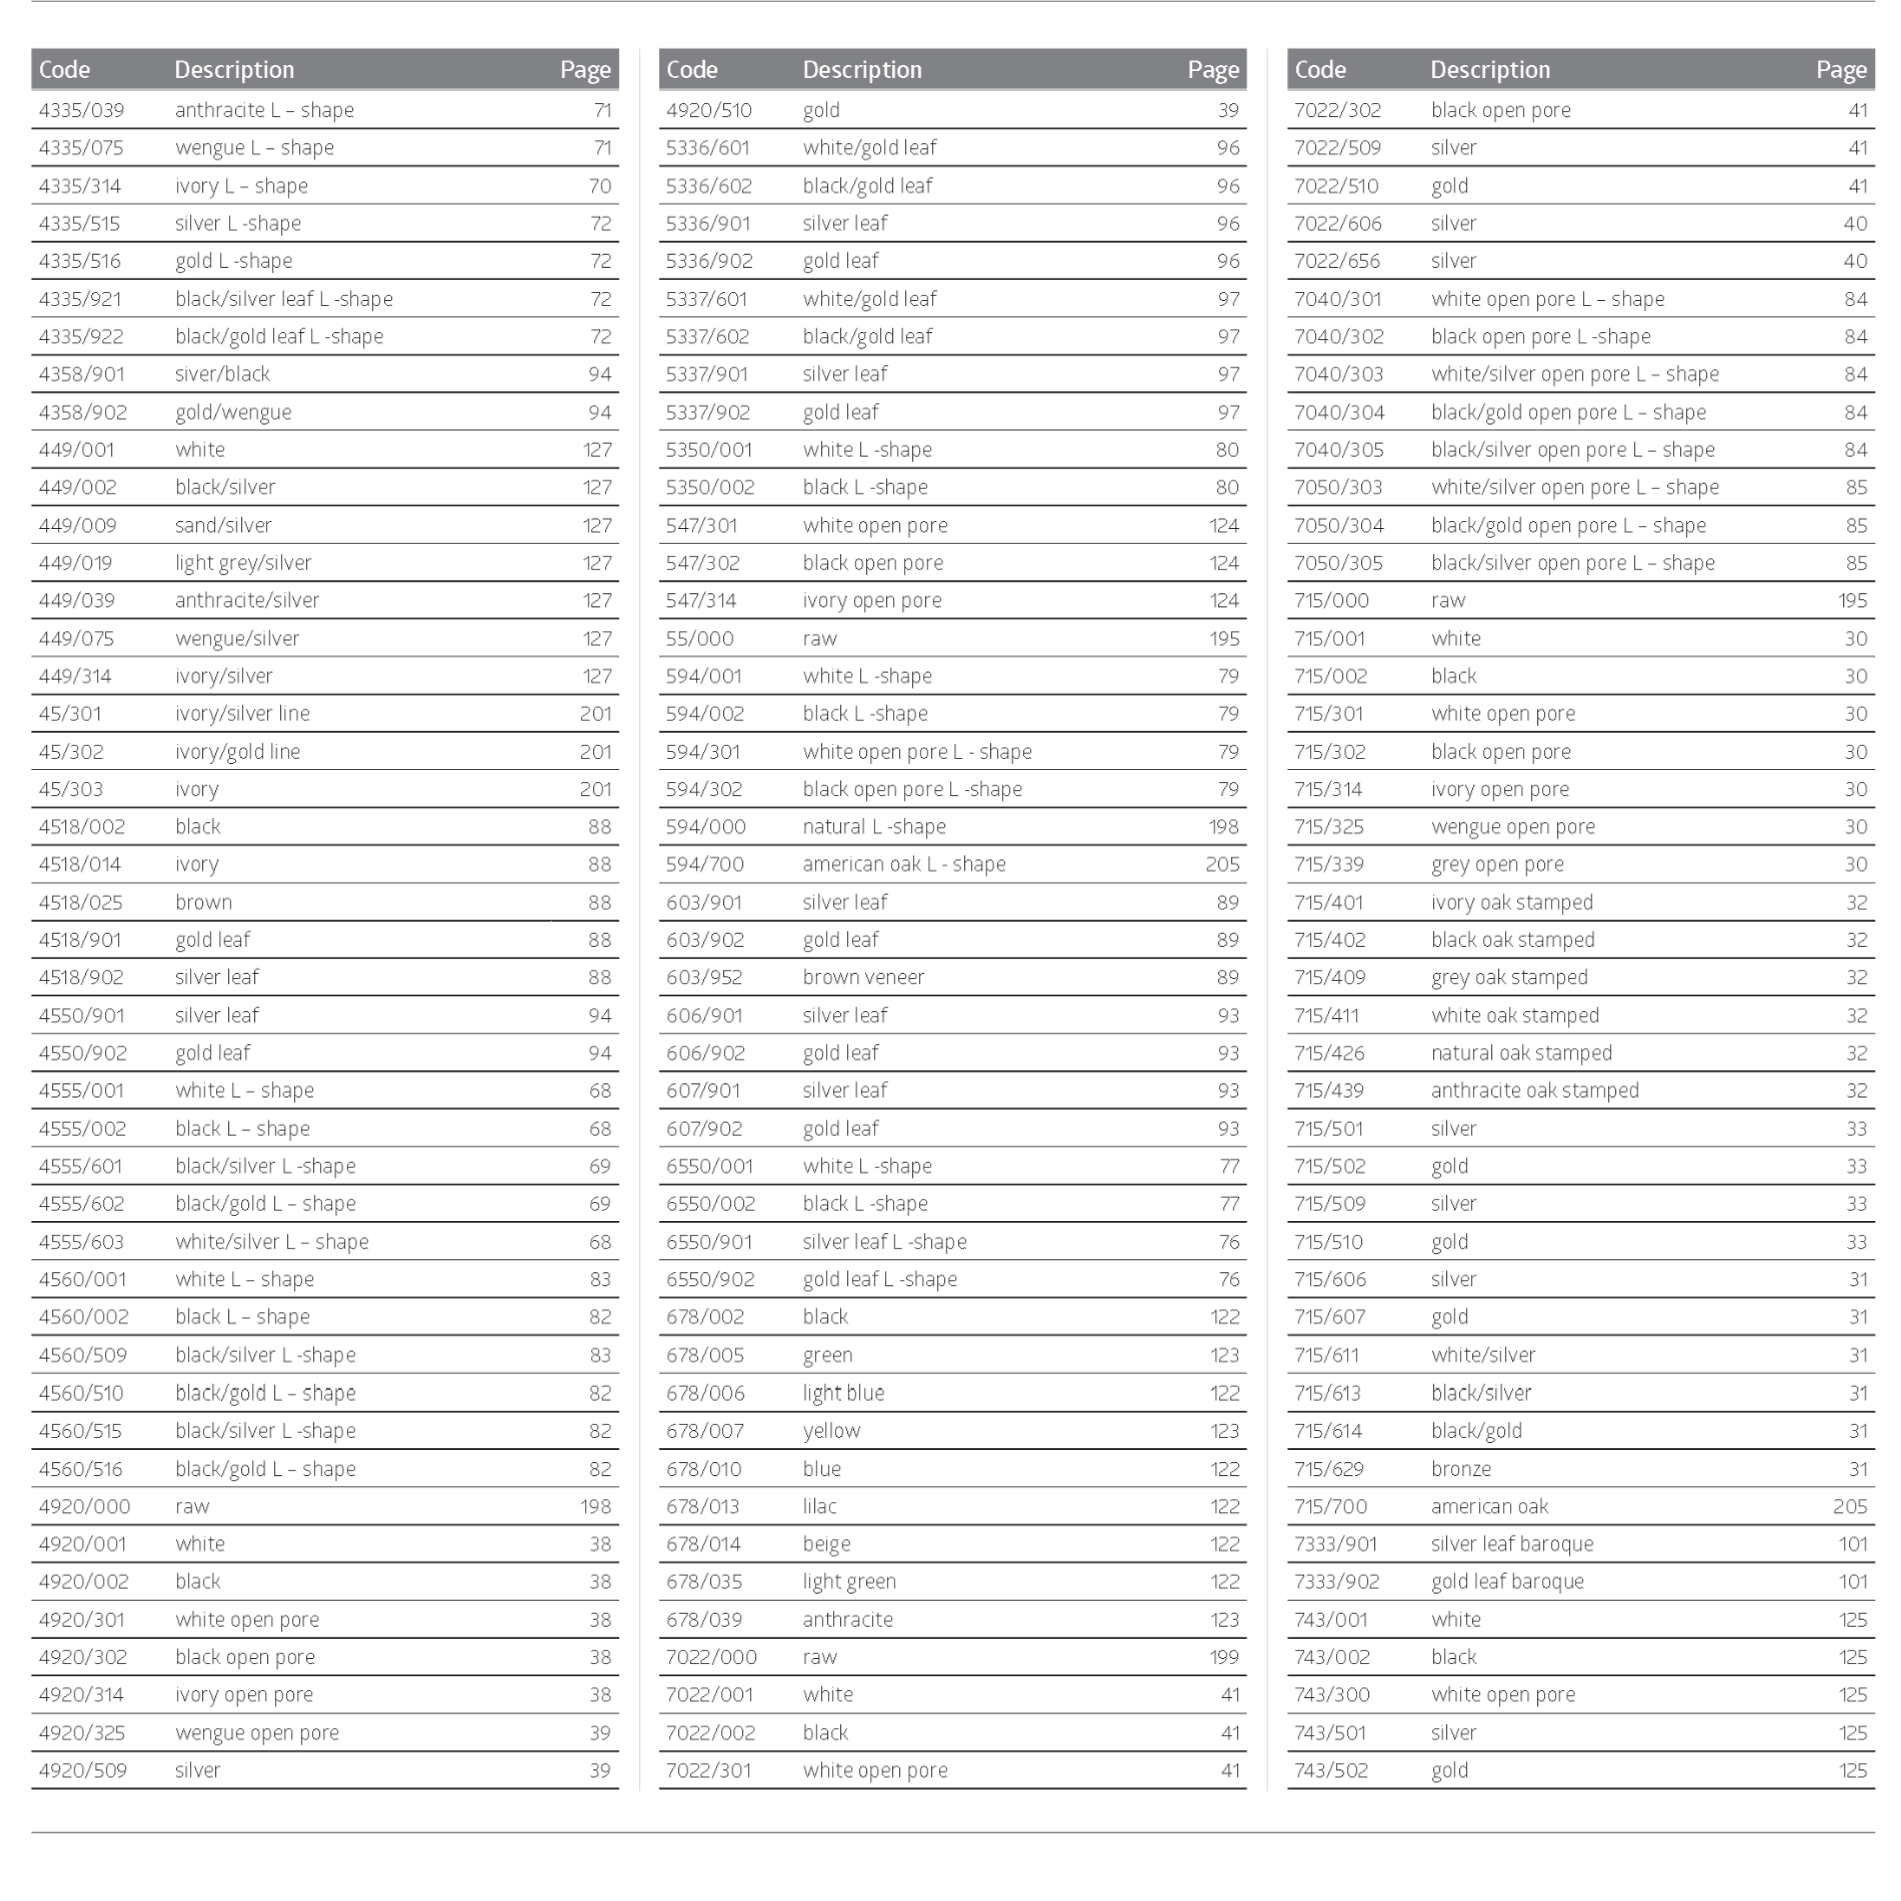 Code Description Page
4335/039 anthracite L – shape 71
4335/075 wengue L – shape 71
4335/314 ivory L – shape 70
4335/515 silver L -shape 72
4335/516 gold L -shape 72
4335/921 black/silver leaf L -shape 72
4335/922 black/gold leaf L -shape 72
4358/901 siver/black 94
4358/902 gold/wengue 94
449/001 white 127
449/002 black/silver 127
449/009 sand/silver 127
449/019 light grey/silver 127
449/039 anthracite/silver 127
449/075 wengue/silver 127
449/314 ivory/silver 127
45/301 ivory/silver line 201
45/302 ivory/gold line 201
45/303 ivory 201
4518/002 black 88
4518/014 ivory 88
4518/025 brown 88
4518/901 gold leaf 88
4518/902 silver leaf 88
4550/901 silver leaf 94
4550/902 gold leaf 94
4555/001 white L – shape 68
4555/002 black L – shape 68
4555/601 black/silver L -shape 69
4555/602 black/gold L – shape 69
4555/603 white/silver L – shape 68
4560/001 white L – shape 83
4560/002 black L – shape 82
4560/509 black/silver L -shape 83
4560/510 black/gold L – shape 82
4560/515 black/silver L -shape 82
4560/516 black/gold L – shape 82
4920/000 raw 198
4920/001 white 38
4920/002 black 38
4920/301 white open pore 38
4920/302 black open pore 38
4920/314 ivory open pore 38
4920/325 wengue open pore 39
4920/509 silver 39
Code Description Page
4920/510 gold 39
5336/601 white/gold leaf 96
5336/602 black/gold leaf 96
5336/901 silver leaf 96
5336/902 gold leaf 96
5337/601 white/gold leaf 97
5337/602 black/gold leaf 97
5337/901 silver leaf 97
5337/902 gold leaf 97
5350/001 white L -shape 80
5350/002 black L -shape 80
547/301 white open pore 124
547/302 black open pore 124
547/314 ivory open pore 124
55/000 raw 195
594/001 white L -shape 79
594/002 black L -shape 79
594/301 white open pore L - shape 79
594/302 black open pore L -shape 79
594/000 natural L -shape 198
594/700 american oak L - shape 205
603/901 silver leaf 89
603/902 gold leaf 89
603/952 brown veneer 89
606/901 silver leaf 93
606/902 gold leaf 93
607/901 silver leaf 93
607/902 gold leaf 93
6550/001 white L -shape 77
6550/002 black L -shape 77
6550/901 silver leaf L -shape 76
6550/902 gold leaf L -shape 76
678/002 black 122
678/005 green 123
678/006 light blue 122
678/007 yellow 123
678/010 blue 122
678/013 lilac 122
678/014 beige 122
678/035 light green 122
678/039 anthracite 123
7022/000 raw 199
7022/001 white 41
7022/002 black 41
7022/301 white open pore 41
Code Description Page
7022/302 black open pore 41
7022/509 silver 41
7022/510 gold 41
7022/606 silver 40
7022/656 silver 40
7040/301 white open pore L – shape 84
7040/302 black open pore L -shape 84
7040/303 white/silver open pore L – shape 84
7040/304 black/gold open pore L – shape 84
7040/305 black/silver open pore L – shape 84
7050/303 white/silver open pore L – shape 85
7050/304 black/gold open pore L – shape 85
7050/305 black/silver open pore L – shape 85
715/000 raw 195
715/001 white 30
715/002 black 30
715/301 white open pore 30
715/302 black open pore 30
715/314 ivory open pore 30
715/325 wengue open pore 30
715/339 grey open pore 30
715/401 ivory oak stamped 32
715/402 black oak stamped 32
715/409 grey oak stamped 32
715/411 white oak stamped 32
715/426 natural oak stamped 32
715/439 anthracite oak stamped 32
715/501 silver 33
715/502 gold 33
715/509 silver 33
715/510 gold 33
715/606 silver 31
715/607 gold 31
715/611 white/silver 31
715/613 black/silver 31
715/614 black/gold 31
715/629 bronze 31
715/700 american oak 205
7333/901 silver leaf baroque 101
7333/902 gold leaf baroque 101
743/001 white 125
743/002 black 125
743/300 white open pore 125
743/501 silver 125
743/502 gold 125